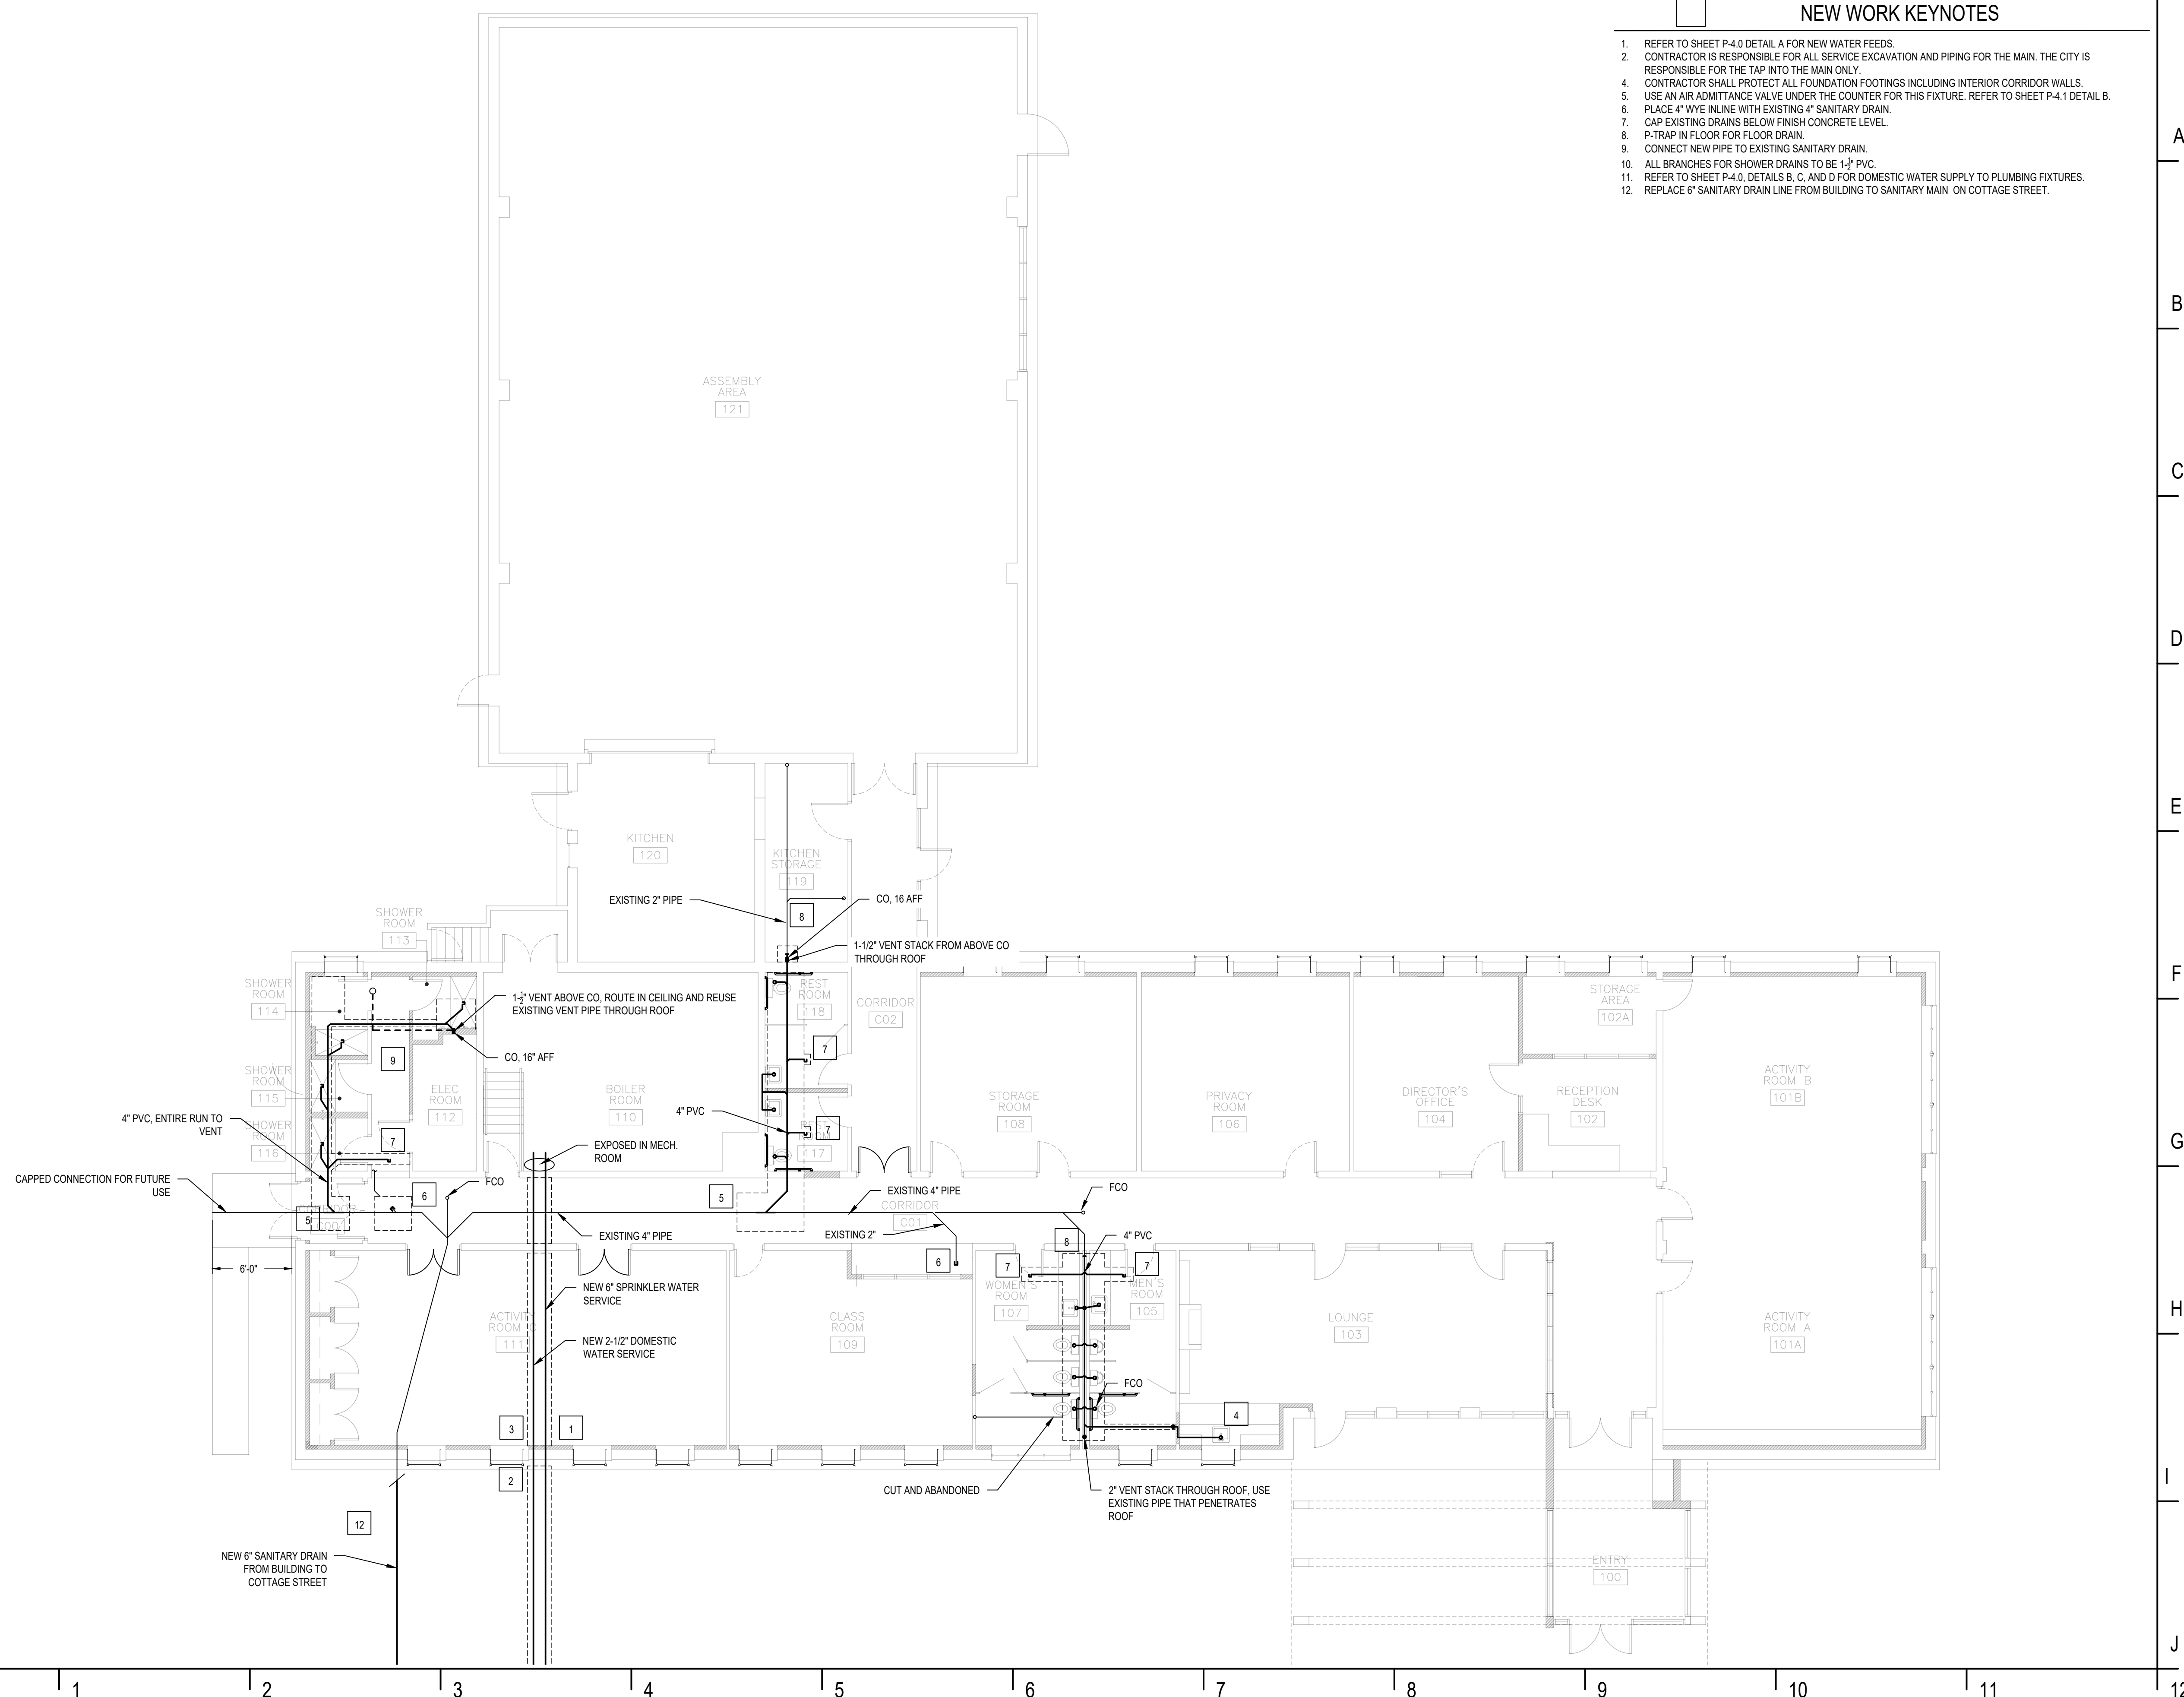 NEW WORK KEYNOTES
1. REFER TO SHEET P-4.0 DETAIL A FOR NEW WATER FEEDS.
2. CONTRACTOR IS RESPONSIBLE FOR ALL SERVICE EXCAVATION AND PIPING FOR THE MAIN. THE CITY IS
RESPONSIBLE FOR THE TAP INTO THE MAIN ONLY.
4. CONTRACTOR SHALL PROTECT ALL FOUNDATION FOOTINGS INCLUDING INTERIOR CORRIDOR WALLS.
5. USE AN AIR ADMITTANCE VALVE UNDER THE COUNTER FOR THIS FIXTURE. REFER TO SHEET P-4.1 DETAIL B.
6. PLACE 4" WYE INLINE WITH EXISTING 4" SANITARY DRAIN.
7. CAP EXISTING DRAINS BELOW FINISH CONCRETE LEVEL.
8. P-TRAP IN FLOOR FOR FLOOR DRAIN.
9. CONNECT NEW PIPE TO EXISTING SANITARY DRAIN.
10. ALL BRANCHES FOR SHOWER DRAINS TO BE 1-½" PVC.
11. REFER TO SHEET P-4.0, DETAILS B, C, AND D FOR DOMESTIC WATER SUPPLY TO PLUMBING FIXTURES.
12. REPLACE 6" SANITARY DRAIN LINE FROM BUILDING TO SANITARY MAIN ON COTTAGE STREET.
A
B
C
D
E
F
G
H
I
J
ASSEMBLY
AREA
121
KITCHEN
120
KITCHEN
STORAGE
119
EXISTING 2" PIPE
8
CO, 16 AFF
1-1/2" VENT STACK FROM ABOVE CO
THROUGH ROOF
SHOWER
ROOM
113
SHOWER
ROOM
114
1-½" VENT ABOVE CO, ROUTE IN CEILING AND REUSE
EXISTING VENT PIPE THROUGH ROOF
CO, 16" AFF
9
SHOWER
ROOM
115
4" PVC, ENTIRE RUN TO
VENT
SHOWER
ROOM
116
7
ELEC
ROOM
112
BOILER
ROOM
110
4" PVC
EXPOSED IN MECH.
ROOM
REST
ROOM
118
7
7
117
CORRIDOR
C02
STORAGE
ROOM
108
PRIVACY
ROOM
106
DIRECTOR'S
OFFICE
104
STORAGE
AREA
102A
RECEPTION
DESK
102
ACTIVITY
ROOM B
101B
CAPPED CONNECTION FOR FUTURE
USE
5
6
FCO
5
EXISTING 4" PIPE
CORRIDOR
C01
EXISTING 2"
EXISTING 4" PIPE
FCO
6'-0"
6
8
4" PVC
7
7
WOMEN'S
ROOM
107
MEN'S
ROOM
105
NEW 6" SPRINKLER WATER
SERVICE
NEW 2-1/2" DOMESTIC
WATER SERVICE
ACTIVITY
ROOM
111
CLASS
ROOM
109
LOUNGE
103
ACTIVITY
ROOM A
101A
FCO
3
1
4
2
CUT AND ABANDONED
2" VENT STACK THROUGH ROOF, USE
EXISTING PIPE THAT PENETRATES
ROOF
12
NEW 6" SANITARY DRAIN
FROM BUILDING TO
COTTAGE STREET
ENTRY
100
1
2
3
4
5
6
7
8
9
10
11
12